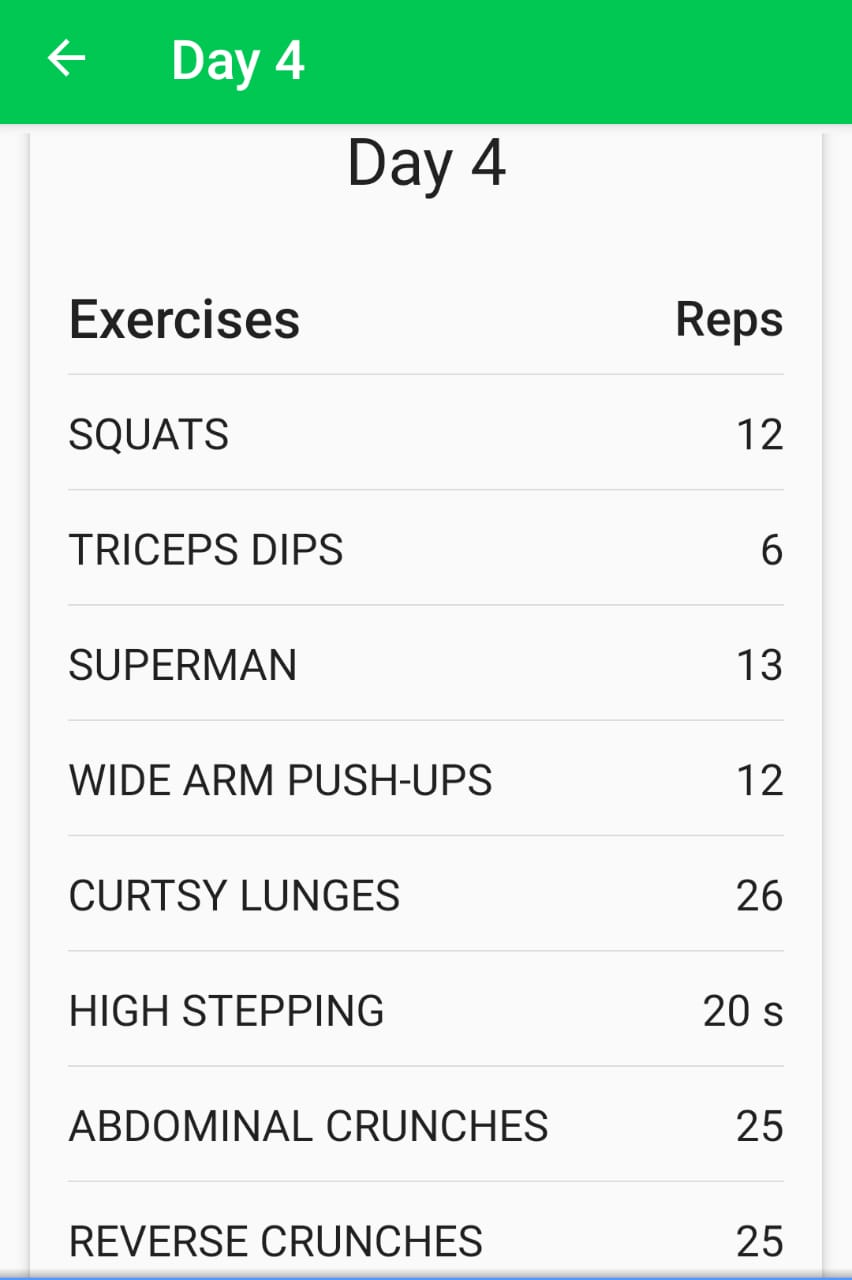 Day 4
Day 4
Exercises Reps
SQUATS 12
TRICEPS DIPS 6
SUPERMAN 13
WIDE ARM PUSH-UPS 12
CURTSY LUNGES 26
HIGH STEPPING 20 s
ABDOMINAL CRUNCHES 25
REVERSE CRUNCHES 25